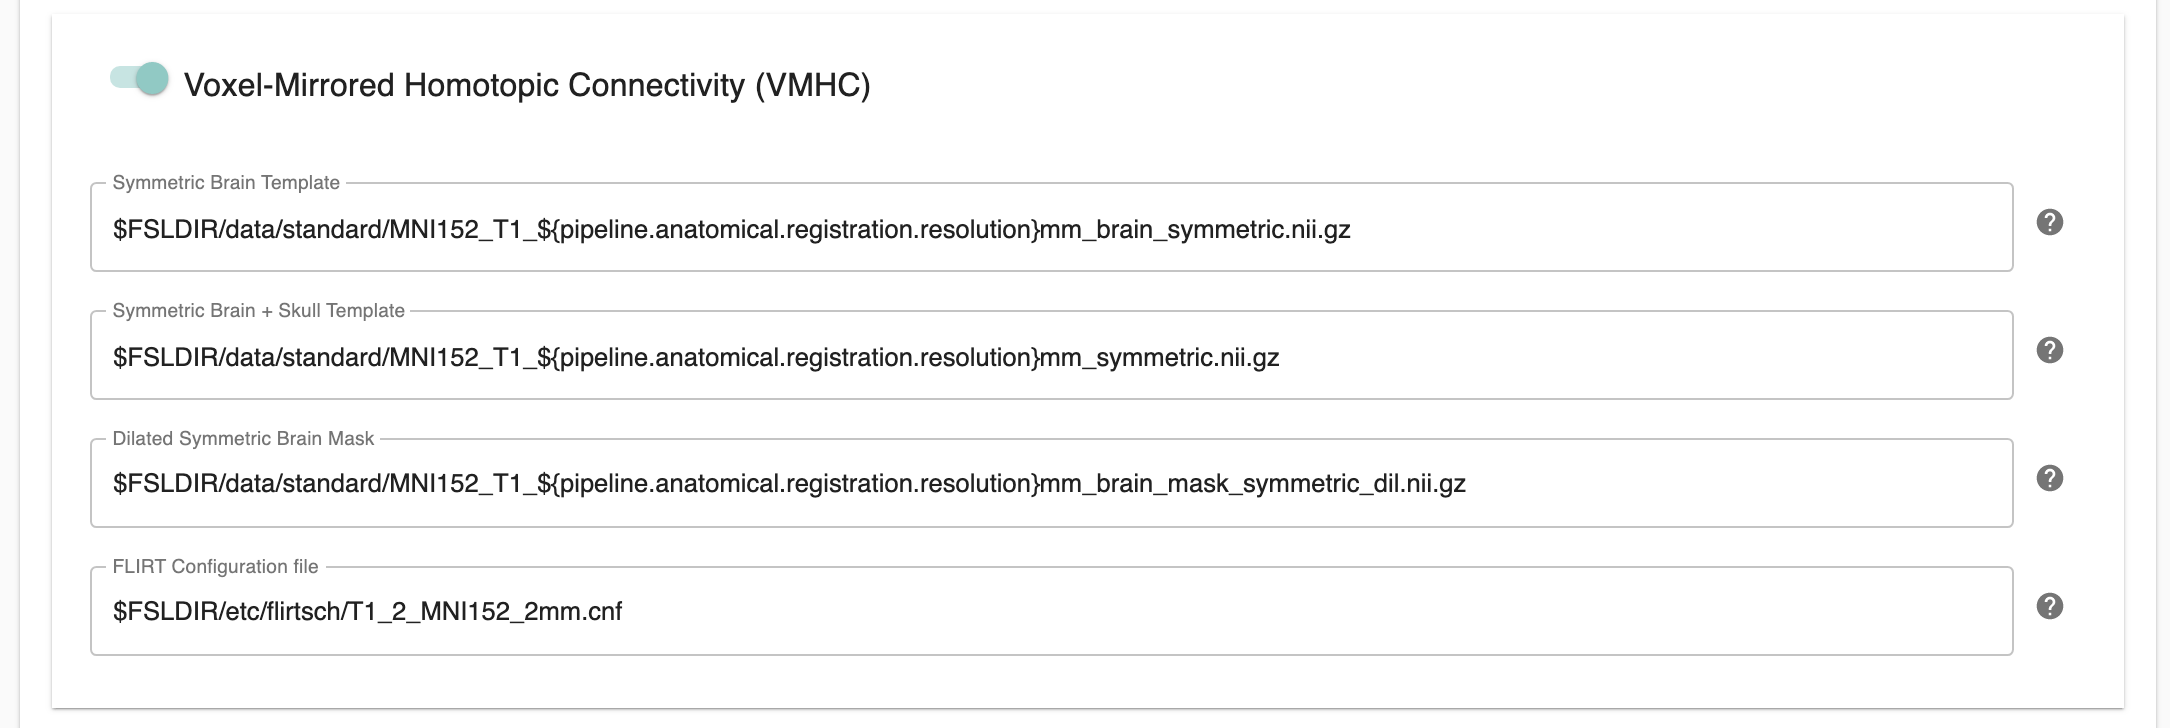 Voxel-Mirrored Homotopic Connectivity (VMHC)
Symmetric Brain Template
$FSLDIR/data/standard/MNI152_T1_${pipeline.anatomical.registration.resolution}mm_brain_symmetric.nii.gz
?
Symmetric Brain + Skull Template
$FSLDIR/data/standard/MNI152_T1_${pipeline.anatomical.registration.resolution}mm_symmetric.nii.gz
?
Dilated Symmetric Brain Mask
$FSLDIR/data/standard/MNI152_T1_${pipeline.anatomical.registration.resolution}mm_brain_mask_symmetric_dil.nii.gz
?
FLIRT Configuration file
$FSLDIR/etc/flirtsch/T1_2_MNI152_2mm.cnf
?